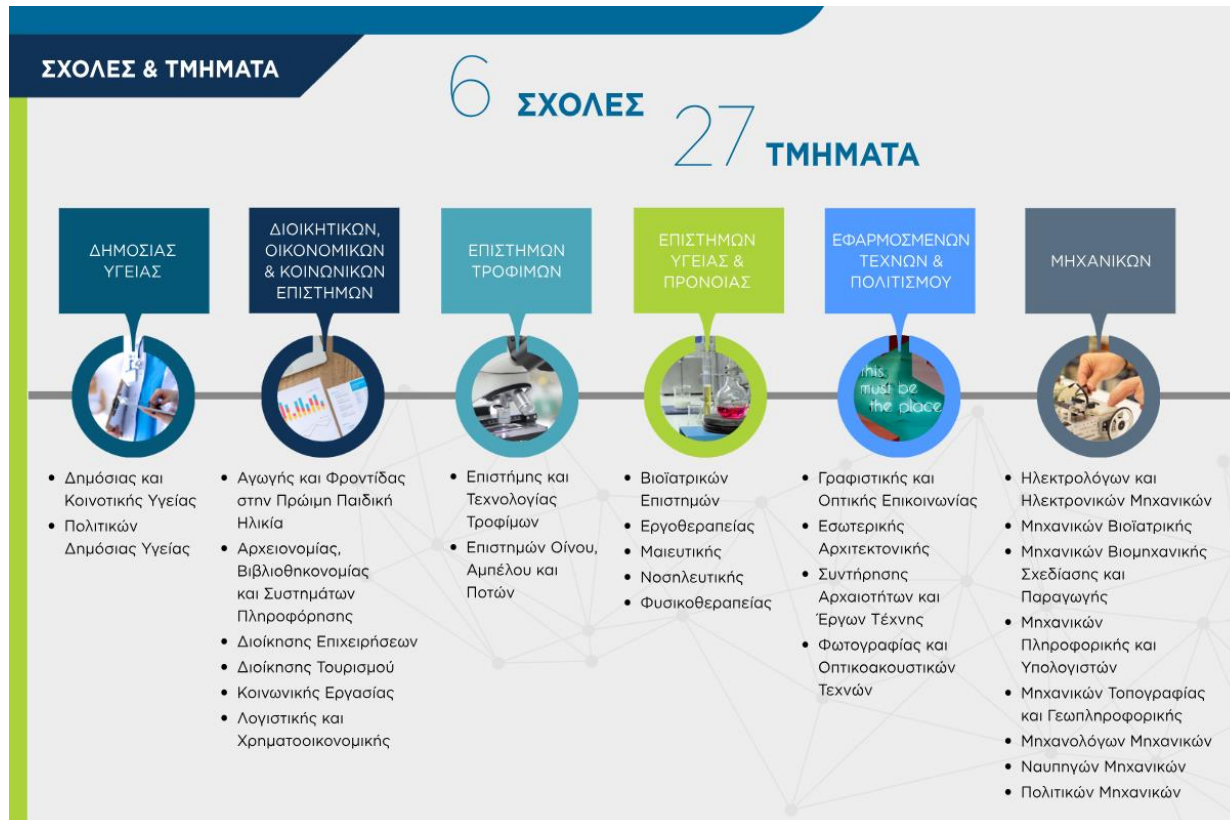 ΣΧΟΛΕΣ & ΤΜΗΜΑΤΑ
6 ΣΧΟΛΕΣ
27 ΤΜΗΜΑΤΑ
ΔΗΜΟΣΙΑΣ
ΥΓΕΙΑΣ
• Δημόσιας και
Κοινοτικής Υγείας
• Πολιτικών
Δημόσιας Υγείας
ΔΙΟΙΚΗΤΙΚΩΝ,
ΟΙΚΟΝΟΜΙΚΩΝ
& ΚΟΙΝΩΝΙΚΩΝ
ΕΠΙΣΤΗΜΩΝ
• Αγωγής και Φροντίδας
στην Πρώιμη Παιδική
Ηλικία
• Αρχειονομίας,
Βιβλιοθηκονομίας
και Συστημάτων
Πληροφόρησης
• Διοίκησης Επιχειρήσεων
• Διοίκησης Τουρισμού
• Κοινωνικής Εργασίας
• Λογιστικής και
Χρηματοοικονομικής
ΕΠΙΣΤΗΜΩΝ
ΤΡΟΦΙΜΩΝ
• Επιστήμης και
Τεχνολογίας
Τροφίμων
• Επιστημών Οίνου,
Αμπέλου και
Ποτών
ΕΠΙΣΤΗΜΩΝ
ΥΓΕΙΑΣ &
ΠΡΟΝΟΙΑΣ
• Βιοϊατρικών
Επιστημών
• Εργοθεραπείας
• Μαιευτικής
• Νοσηλευτικής
• Φυσικοθεραπείας
ΕΦΑΡΜΟΣΜΕΝΩΝ
ΤΕΧΝΩΝ &
ΠΟΛΙΤΙΣΜΟΥ
this
must be
the place
• Γραφιστικής και
Οπτικής Επικοινωνίας
• Εσωτερικής
Αρχιτεκτονικής
• Συντήρησης
Αρχαιοτήτων και
Έργων Τέχνης
• Φωτογραφίας και
Οπτικοακουστικών
Τεχνών
ΜΗΧΑΝΙΚΩΝ
• Ηλεκτρολόγων και
Ηλεκτρονικών Μηχανικών
• Μηχανικών Βιοϊατρικής
• Μηχανικών Βιομηχανικής
Σχεδίασης και
Παραγωγής
• Μηχανικών
Πληροφορικής και
Υπολογιστών
• Μηχανικών Τοπογραφίας
και Γεωπληροφορικής
• Μηχανολόγων Μηχανικών
• Ναυπηγών Μηχανικών
• Πολιτικών Μηχανικών